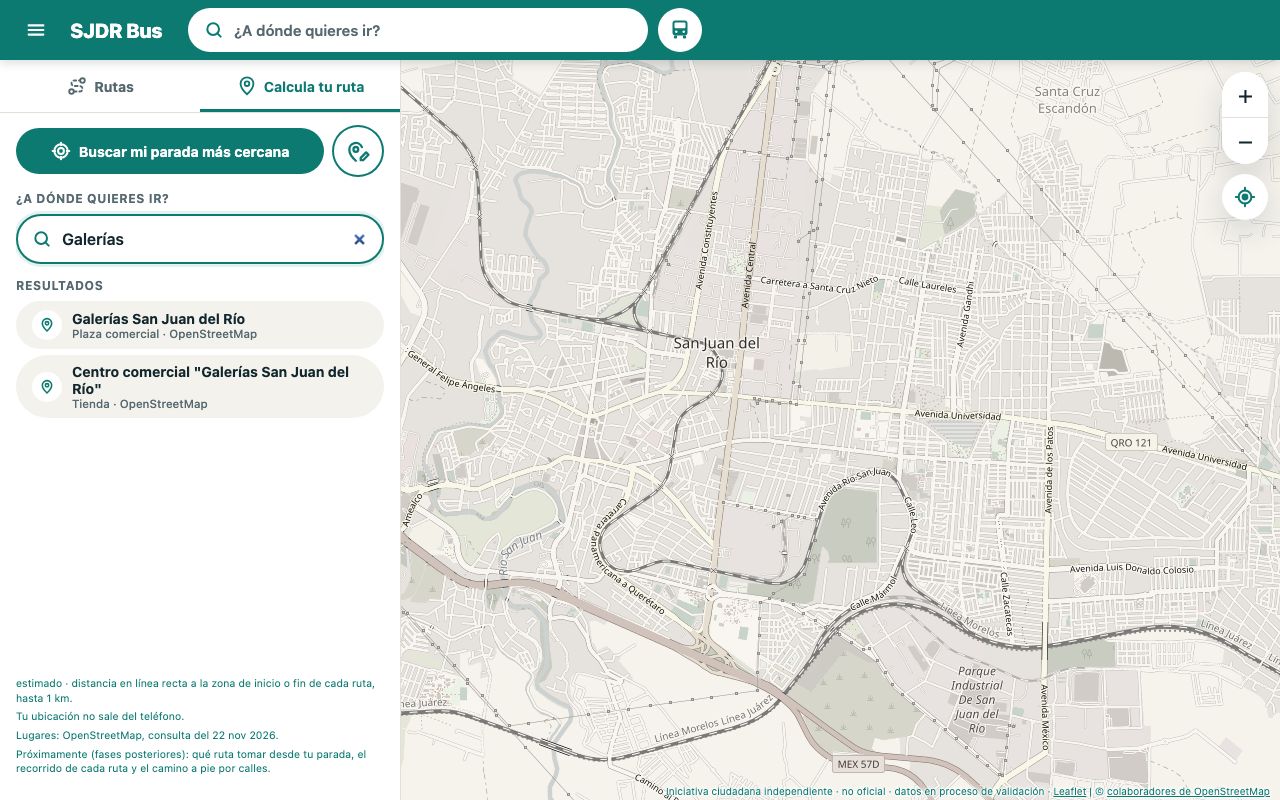 SJDR Bus
¿A dónde quieres ir?
Rutas
Calcula tu ruta
Buscar mi parada más cercana
¿A DÓNDE QUIERES IR?
Galerías
RESULTADOS
Galerías San Juan del Río
Plaza comercial · OpenStreetMap
Centro comercial "Galerías San Juan del
Río"
Tienda · OpenStreetMap
estimado · distancia en línea recta a la zona de inicio o fin de cada ruta,
hasta 1 km.
Tu ubicación no sale del teléfono.
Lugares: OpenStreetMap, consulta del 22 nov 2026.
Próximamente (fases posteriores): qué ruta tomar desde tu parada, el
recorrido de cada ruta y el camino a pie por calles.
Santa Cruz
Escandón
+
−
Avenida Constituyentes
Avenida Central
Carretera a Santa Cruz Nieto
Calle Laureles
Avenida Gandhi
San Juan del
Río
General Felipe Ángeles
Avenida Universidad
QRO 121
Avenida Universidad
Avenida de los Patos
Avenida Río San Juan
Calle Leo
Amealco
Carretera Panamericana a Querétaro
Río San Juan
Avenida Luis Donaldo Colosio
Calle Zacatecas
Calle Mármol
Línea Morelos
Línea Juárez
Parque
Industrial
De San
Juan del
Río
Avenida México
nea Juárez
Línea Morelos Línea Juárez
MEX 57D
Camino al
Iniciativa ciudadana independiente · no oficial · datos en proceso de validación · Leaflet | © colaboradores de OpenStreetMap